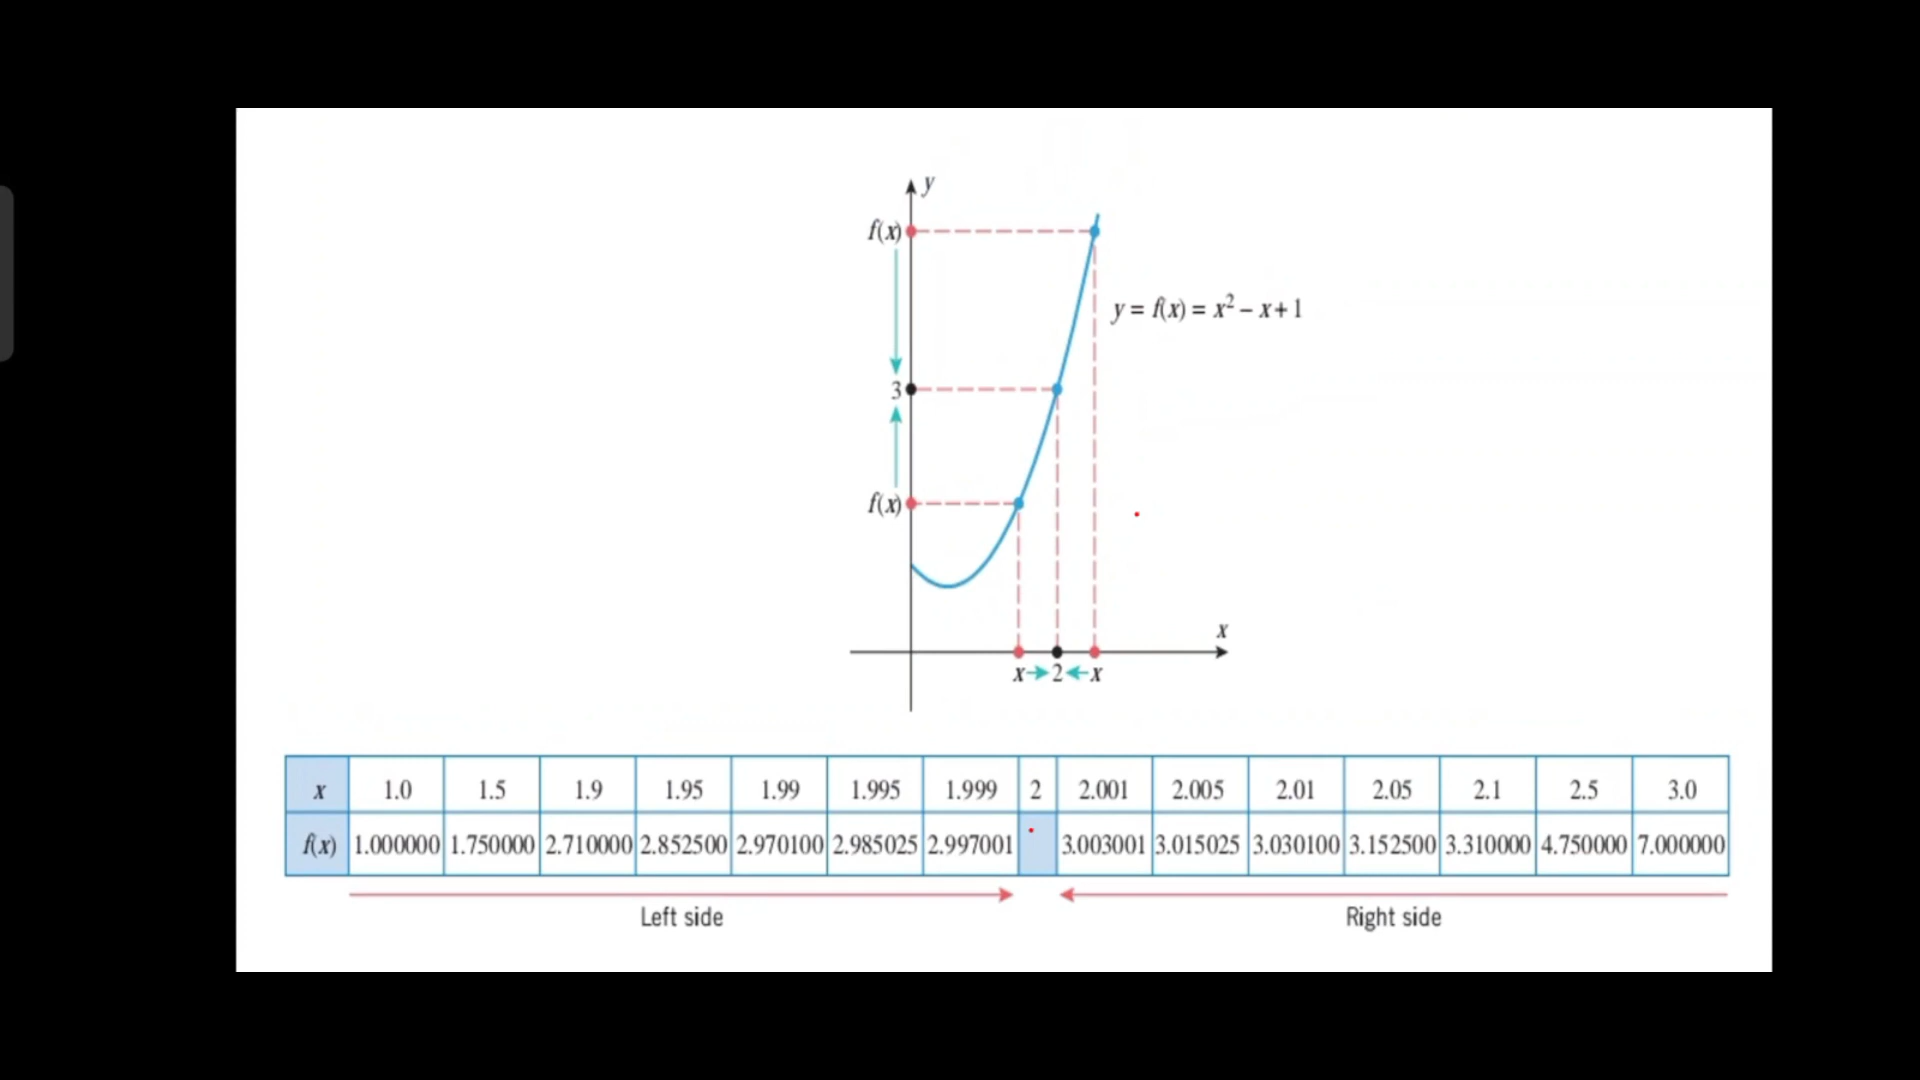 y
f(x)
y = f(x) = x² – x + 1
3
f(x)
x
x 2 x
x 1.0 1.5 1.9 1.95 1.99 1.995 1.999 2 2.001 2.005 2.01 2.05 2.1 2.5 3.0
f(x) 1.000000 1.750000 2.710000 2.852500 2.970100 2.985025 2.997001 3.003001 3.015025 3.030100 3.152500 3.310000 4.750000 7.000000
Left side Right side